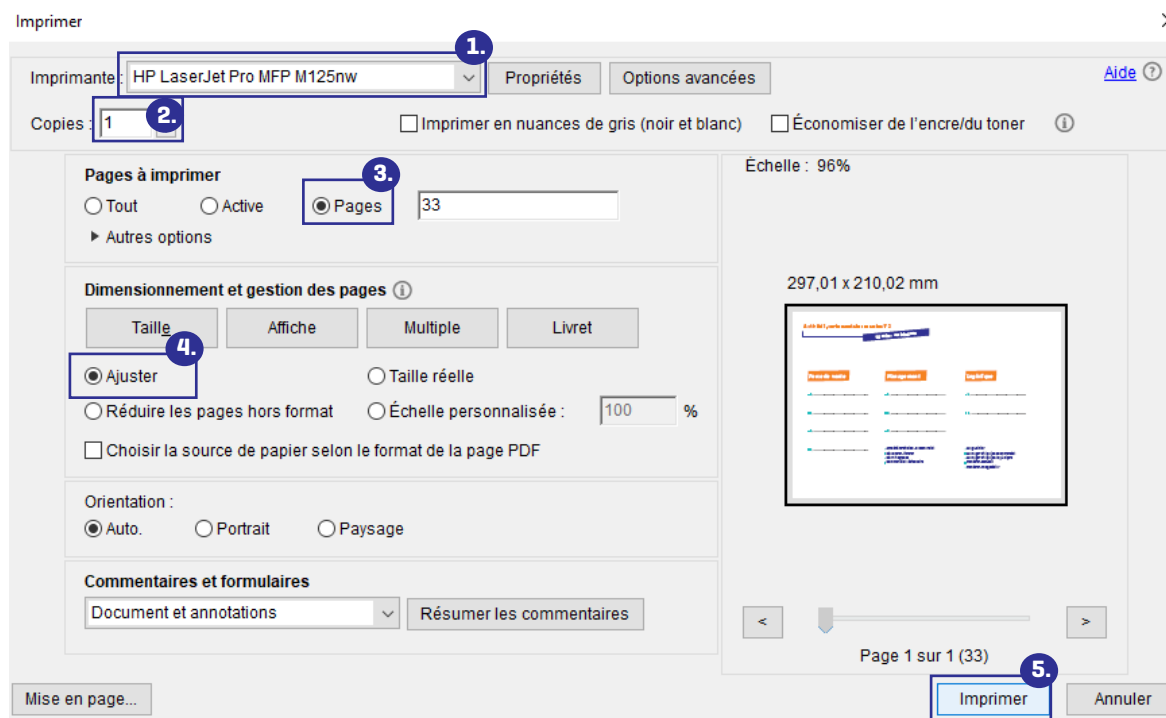 Imprimer
1.
Imprimante : HP LaserJet Pro MFP M125nw Propriétés Options avancées Aide ?
2.
Copies : 1 Imprimer en nuances de gris (noir et blanc) Économiser de l'encre/du toner i
Pages à imprimer
3.
Tout Active Pages 33
Autres options
Dimensionnement et gestion des pages i
Taille Affiche Multiple Livret
4.
Ajuster Taille réelle
Réduire les pages hors format Échelle personnalisée : 100 %
Choisir la source de papier selon le format de la page PDF
Orientation :
Auto. Portrait Paysage
Commentaires et formulaires
Document et annotations Résumer les commentaires
Échelle : 96%
297,01 x 210,02 mm
Management
Logistique
< >
Page 1 sur 1 (33)
5.
Mise en page... Imprimer Annuler